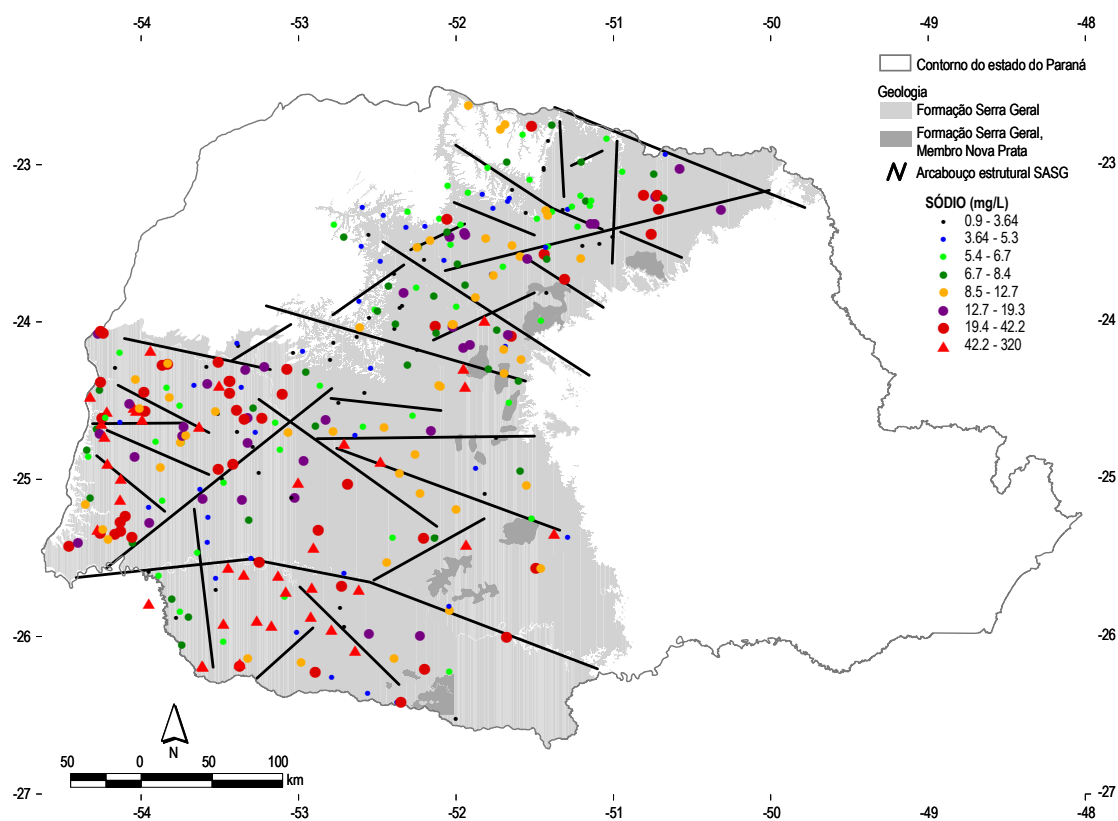 -54 -53 -52 -51 -50 -49 -48
Contorno do estado do Paraná
Geologia
Formação Serra Geral
Formação Serra Geral,
Membro Nova Prata
Arcabouço estrutural SASG
SÓDIO (mg/L)
0.9 - 3.64
3.64 - 5.3
5.4 - 6.7
6.7 - 8.4
8.5 - 12.7
12.7 - 19.3
19.4 - 42.2
42.2 - 320
-23 -23
-24 -24
-25 -25
-26 -26
N
50 0 50 100
km
-27 -27
-54 -53 -52 -51 -50 -49 -48